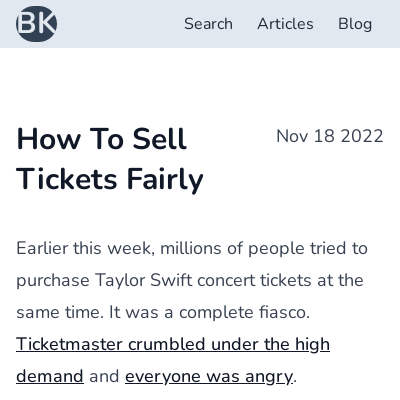 BK
Search Articles Blog
How To Sell
Nov 18 2022
Tickets Fairly
Earlier this week, millions of people tried to
purchase Taylor Swift concert tickets at the
same time. It was a complete fiasco.
Ticketmaster crumbled under the high
demand and everyone was angry.